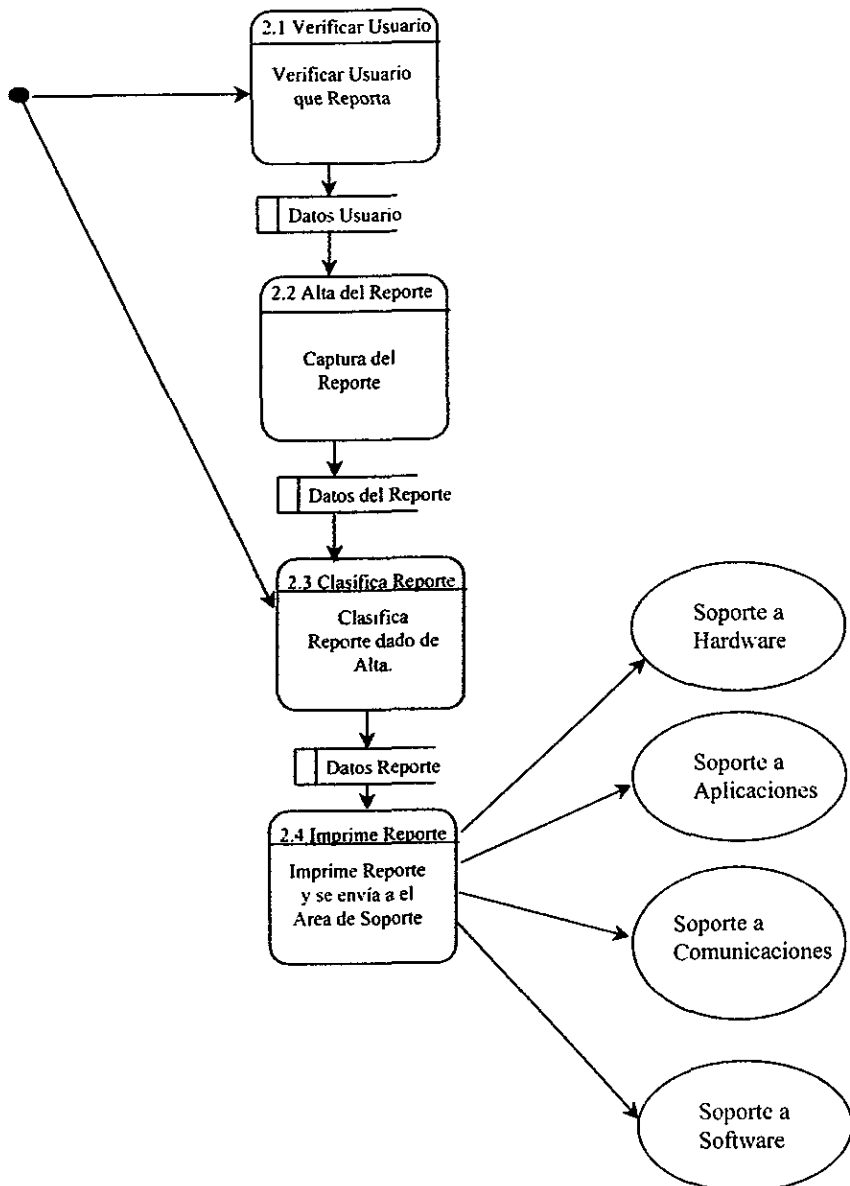 2.1 Verificar Usuario
Verificar Usuario
que Reporta
Datos Usuario
2.2 Alta del Reporte
Captura del
Reporte
Datos del Reporte
2.3 Clasifica Reporte
Clasifica
Reporte dado de
Alta.
Datos Reporte
2.4 Imprime Reporte
Imprime Reporte
y se envía a el
Area de Soporte
Soporte a
Hardware
Soporte a
Aplicaciones
Soporte a
Comunicaciones
Soporte a
Software